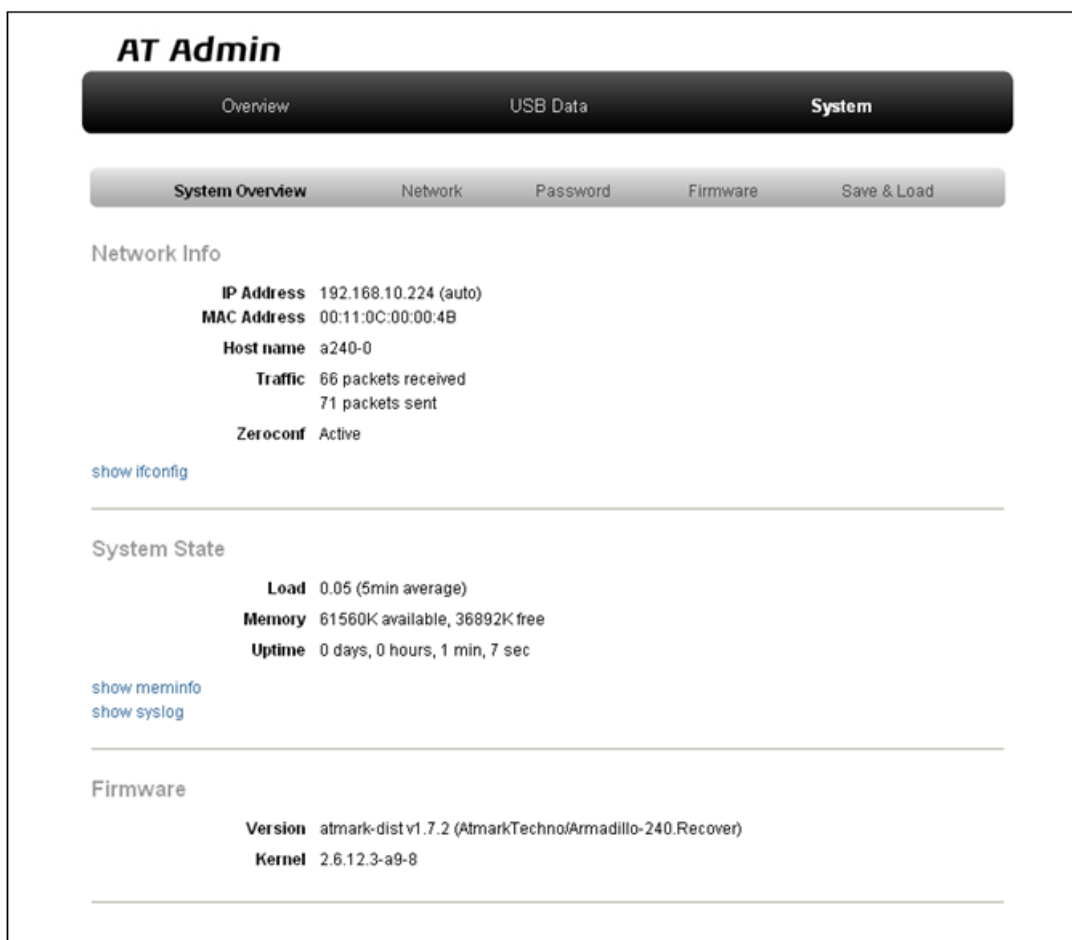 AT Admin
Overview USB Data System
System Overview Network Password Firmware Save & Load
Network Info
IP Address 192.168.10.224 (auto)
MAC Address 00:11:0C:00:00:4B
Host name a240-0
Traffic 66 packets received
71 packets sent
Zeroconf Active
show ifconfig
System State
Load 0.05 (5min average)
Memory 61560K available, 36892K free
Uptime 0 days, 0 hours, 1 min, 7 sec
show meminfo
show syslog
Firmware
Version atmark-dist v1.7.2 (AtmarkTechno/Armadillo-240.Recover)
Kernel 2.6.12.3-a9-8